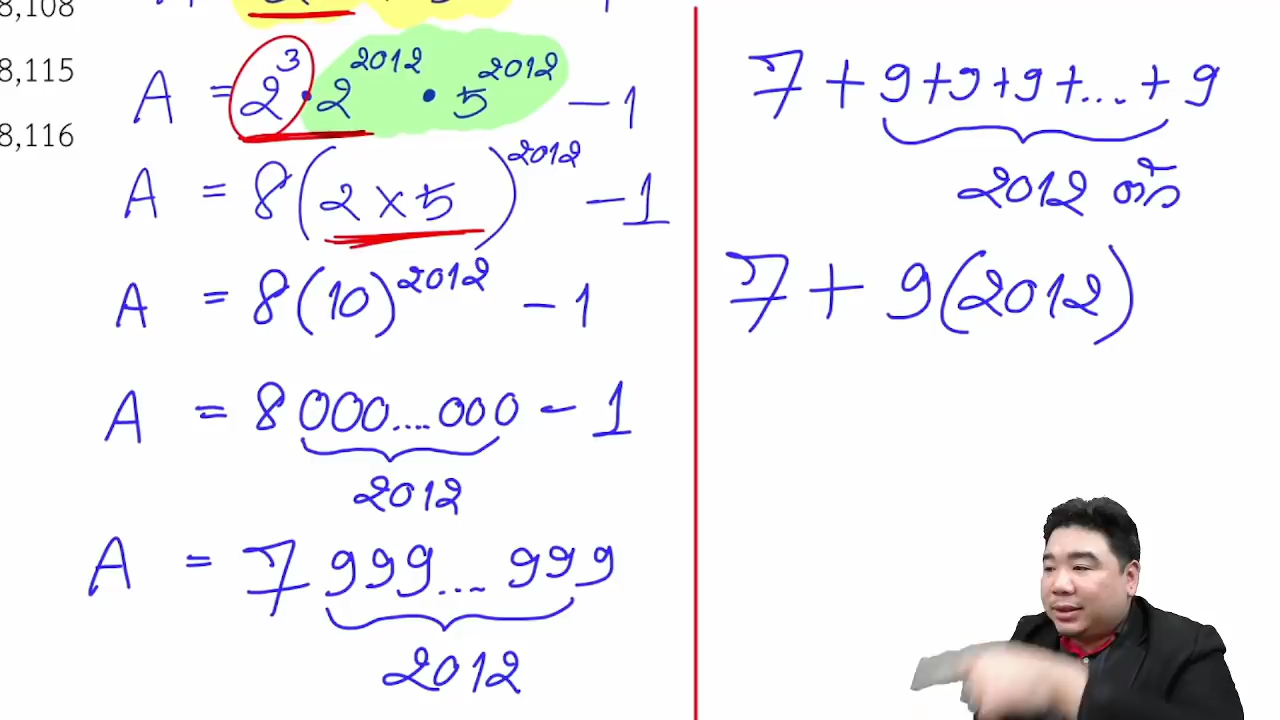 8,108
8,115
8,116
A = 2³ · 2²⁰¹² · 5²⁰¹² − 1
A = 8(2 × 5)²⁰¹² − 1
A = 8(10)²⁰¹² − 1
A = 8 000....000 − 1
2012
A = 7 999...999
2012
7 + 9 + 9 + 9 + ... + 9
2012 ตัว
7 + 9(2012)